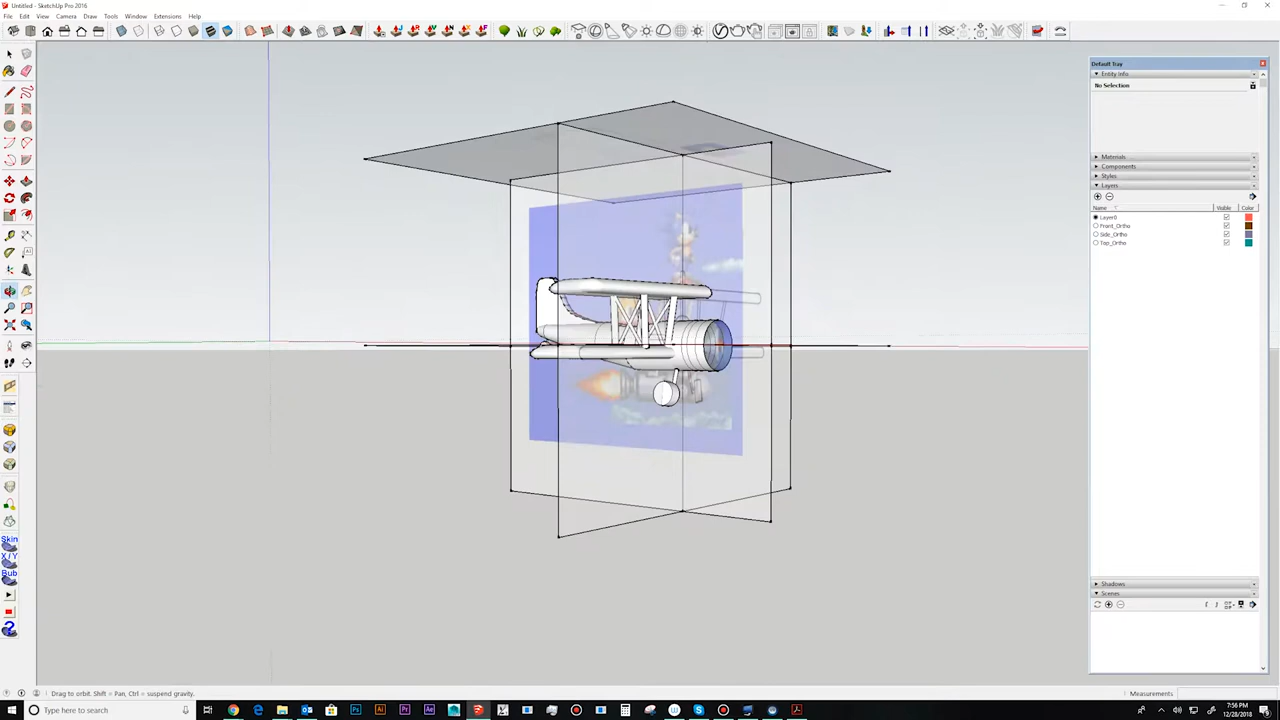 Untitled - SketchUp Pro 2016
File Edit View Camera Draw Tools Window Extensions Help
Default Tray
Entity Info
No Selection
Materials
Components
Styles
Layers
Name Visible Color
Layer0
Front_Ortho
Side_Ortho
Top_Ortho
Shadows
Scenes
Skin
X/Y
Bub
Drag to orbit. Shift = Pan, Ctrl = suspend gravity.
Measurements
Type here to search
7:56 PM
12/28/2018